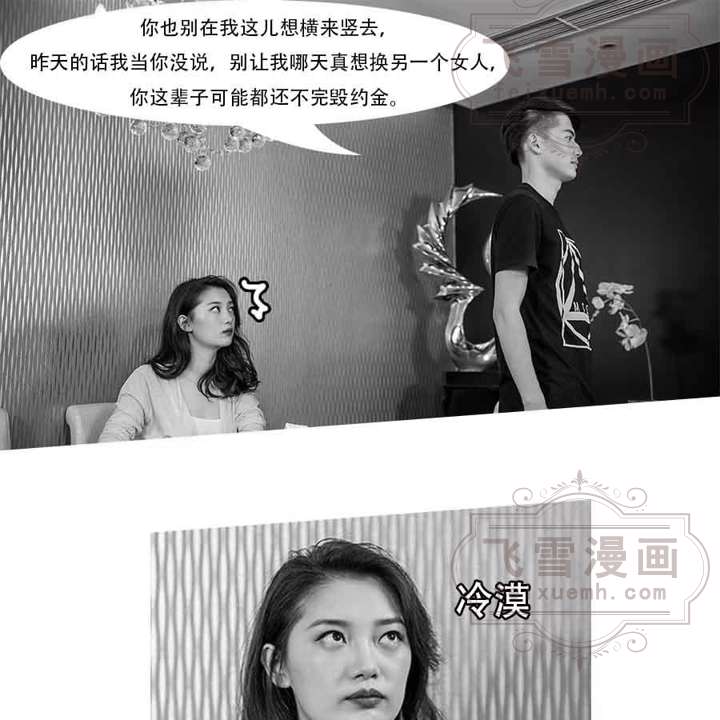 你也别在我这儿想横来竖去，
昨天的话我当你没说，别让我哪天真想换另一个女人，
你这辈子可能都还不完毁约金。
飞雪漫画
feixuemh.com
冷漠
飞雪漫画
xuemh.com